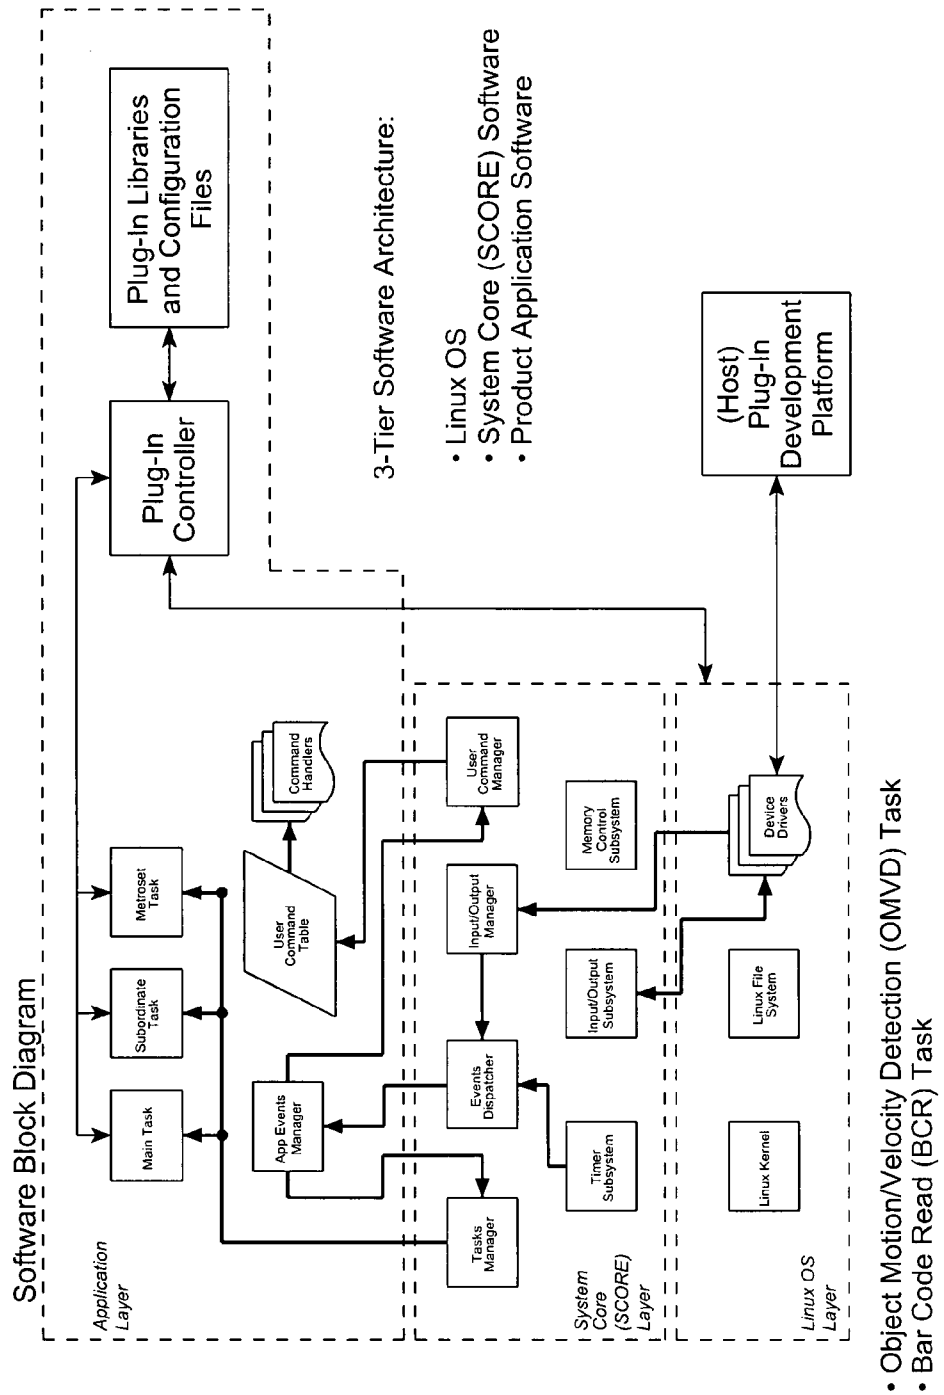 Software Block Diagram
Application
Layer
Main Task
Subordinate
Task
Metroset
Task
Plug-In
Controller
Plug-In Libraries
and Configuration
Files
App Events
Manager
User
Command
Table
Command
Handlers
3-Tier Software Architecture:
• Linux OS
• System Core (SCORE) Software
• Product Application Software
Tasks
Manager
Events
Dispatcher
Input/Output
Manager
User
Command
Manager
System
Core
(SCORE)
Layer
Timer
Subsystem
Input/Output
Subsystem
Memory
Control
Subsystem
Linux OS
Layer
Linux Kernel
Linux File
System
Device
Drivers
(Host)
Plug-In
Development
Platform
• Object Motion/Velocity Detection (OMVD) Task
• Bar Code Read (BCR) Task